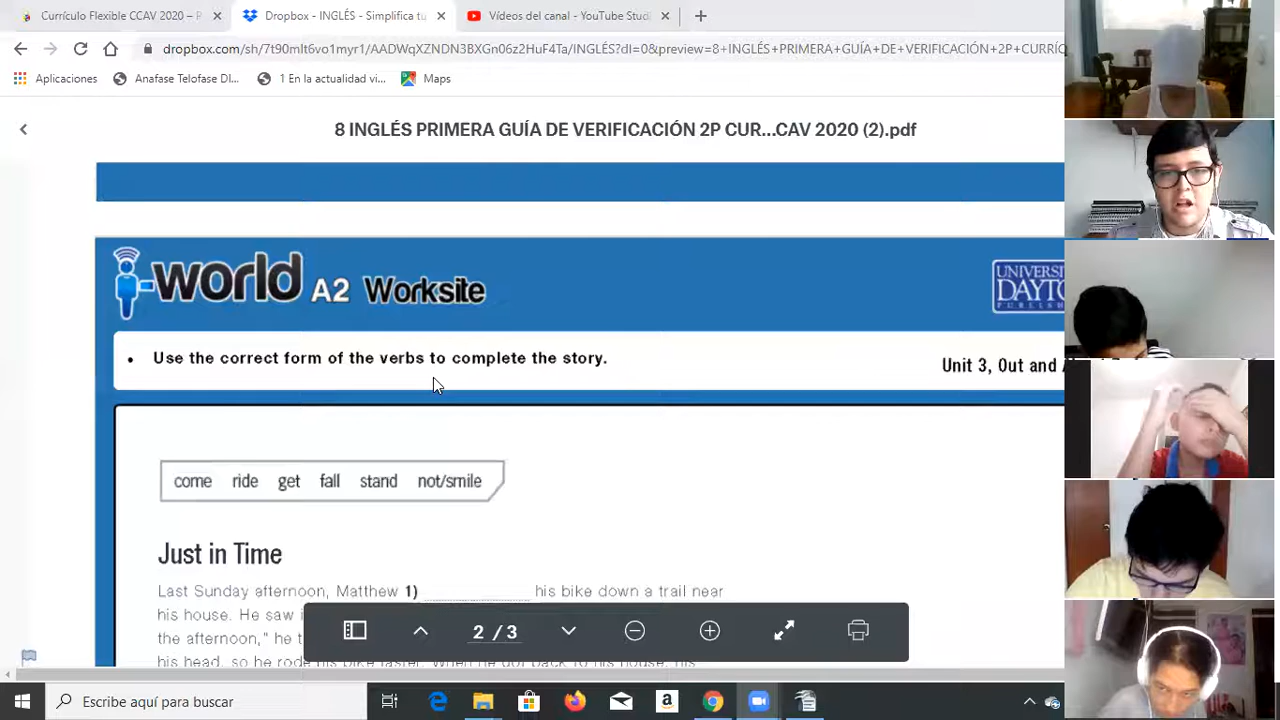 Currículo Flexible CCAV 2020 – P
Dropbox - INGLÉS - Simplifica tu
Vídeos del canal - YouTube Studi
dropbox.com/sh/7t90mlt6vo1myr1/AADWqXZNDN3BXGn06z2HuF4Ta/INGLÉS?dl=0&preview=8+INGLÉS+PRIMERA+GUÍA+DE+VERIFICACIÓN+2P+CURRÍC
Aplicaciones
Anafase Telofase DI...
1 En la actualidad vi...
Maps
8 INGLÉS PRIMERA GUÍA DE VERIFICACIÓN 2P CUR...CAV 2020 (2).pdf
world A2 Worksite
UNIVERSI
DAYTO
PUBLISH
• Use the correct form of the verbs to complete the story.
Unit 3, Out and
come ride get fall stand not/smile
Just in Time
Last Sunday afternoon, Matthew 1) his bike down a trail near
his house. He saw
the afternoon," he t
his head, so he rode his bike faster. When he got back to his house, his
2 / 3
Escribe aquí para buscar